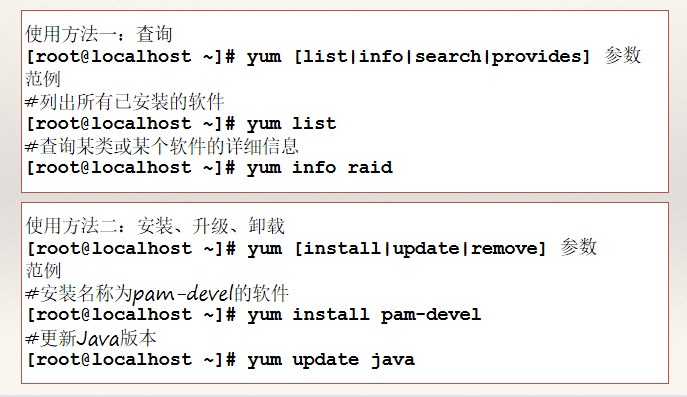 使用方法一：查询
[root@localhost ~]# yum [list|info|search|provides] 参数
范例
#列出所有已安装的软件
[root@localhost ~]# yum list
#查询某类或某个软件的详细信息
[root@localhost ~]# yum info raid
使用方法二：安装、升级、卸载
[root@localhost ~]# yum [install|update|remove] 参数
范例
#安装名称为pam-devel的软件
[root@localhost ~]# yum install pam-devel
#更新Java版本
[root@localhost ~]# yum update java